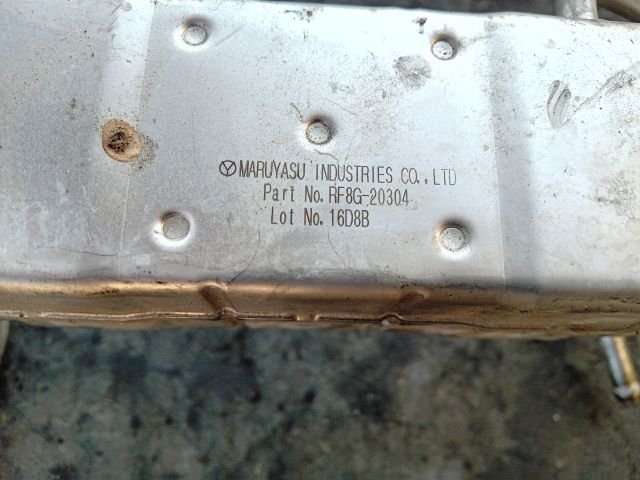 MARUYASU INDUSTRIES CO.,LTD
Part No.RF8G-20304
Lot No.16D8B